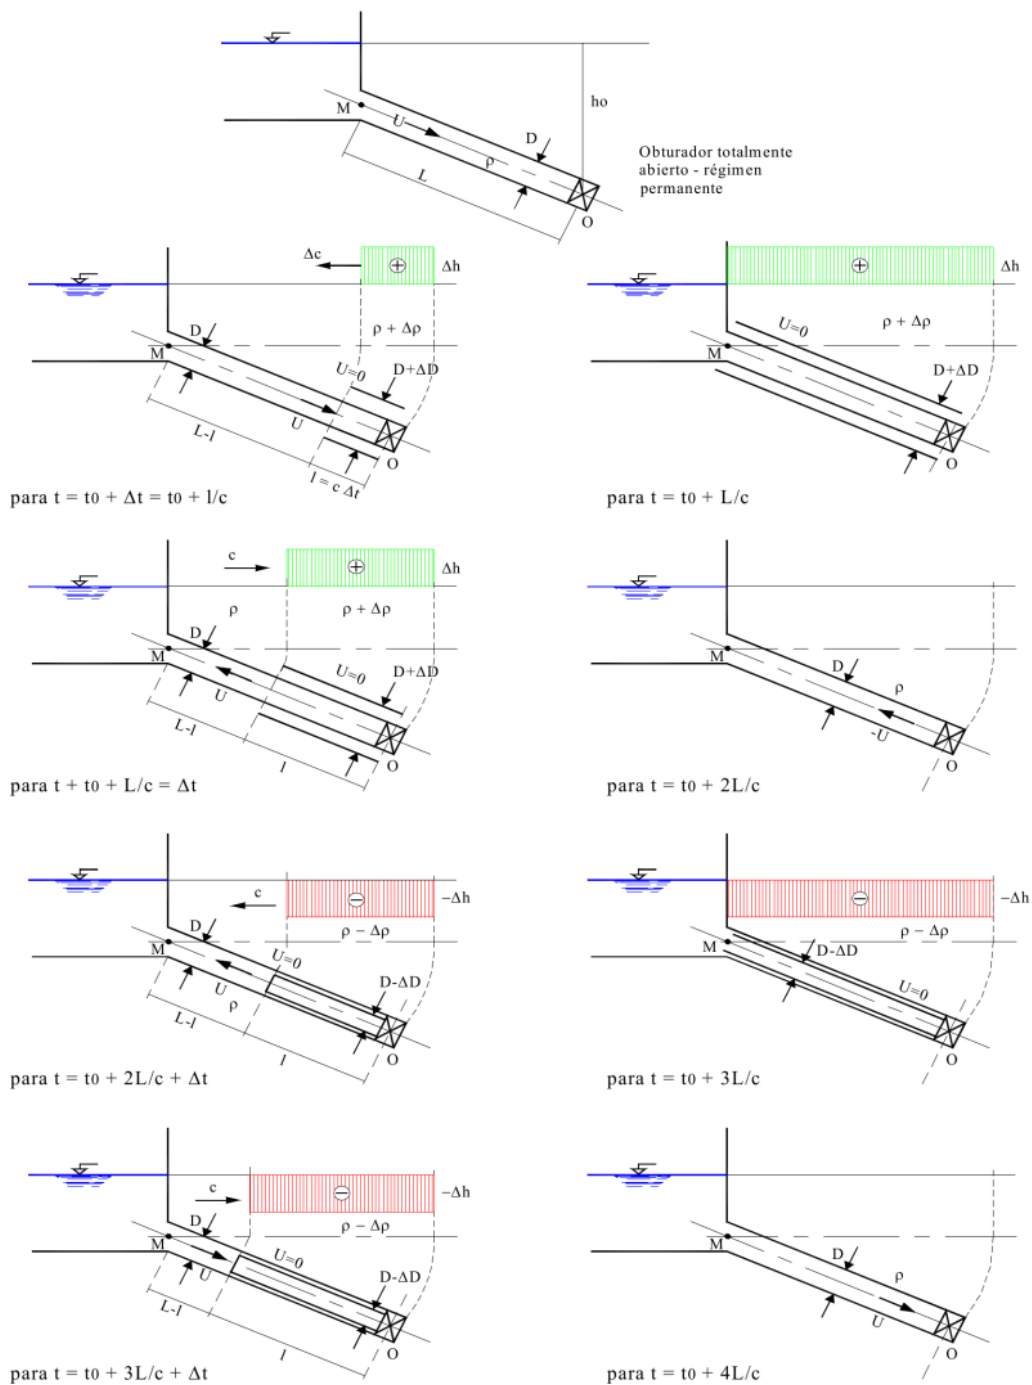 ho
M
U
D
ρ
L
O
Obturador totalmente
abierto - régimen
permanente
Δc
+
Δh
ρ + Δρ
D
M
U=0
D+ΔD
U
L-l
l = c Δt
O
para t = t0 + Δt = t0 + l/c
+
Δh
U=0
ρ + Δρ
M
D+ΔD
O
para t = t0 + L/c
c
+
Δh
ρ
ρ + Δρ
D
M
U=0
D+ΔD
U
L-l
l
O
para t + t0 + L/c = Δt
M
D
ρ
-U
O
para t = t0 + 2L/c
c
−
−Δh
ρ − Δρ
D
M
U=0
D-ΔD
U
ρ
L-l
l
O
para t = t0 + 2L/c + Δt
−
−Δh
ρ − Δρ
M
D-ΔD
U=0
O
para t = t0 + 3L/c
c
−
−Δh
ρ − Δρ
D
M
U=0
U
D-ΔD
L-l
l
O
para t = t0 + 3L/c + Δt
M
D
ρ
U
O
para t = t0 + 4L/c